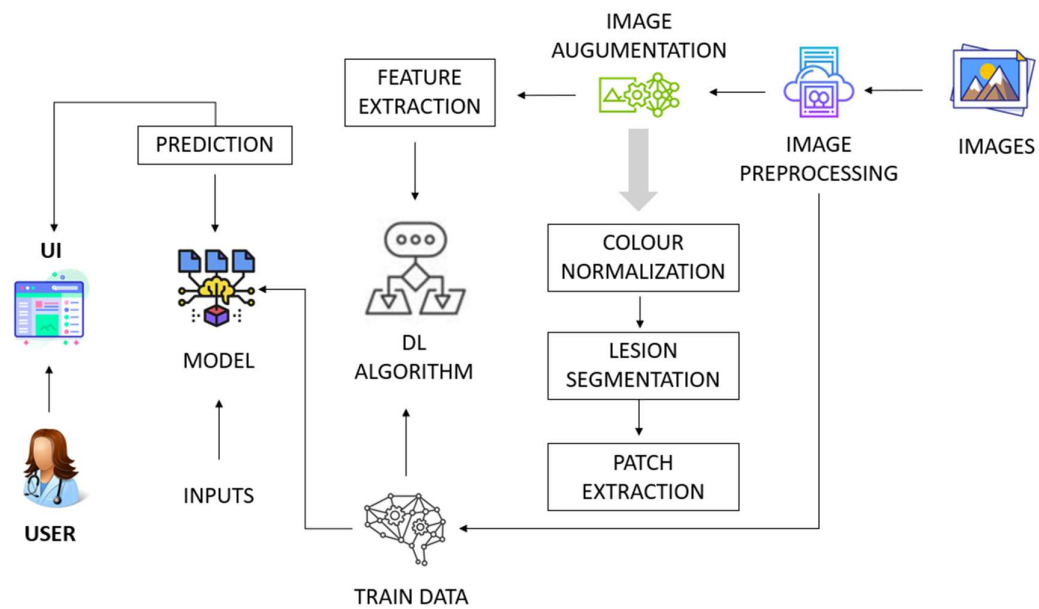 IMAGE
AUGUMENTATION
FEATURE
EXTRACTION
PREDICTION
IMAGE
PREPROCESSING
IMAGES
UI
COLOUR
NORMALIZATION
MODEL
DL
ALGORITHM
LESION
SEGMENTATION
PATCH
EXTRACTION
INPUTS
USER
TRAIN DATA